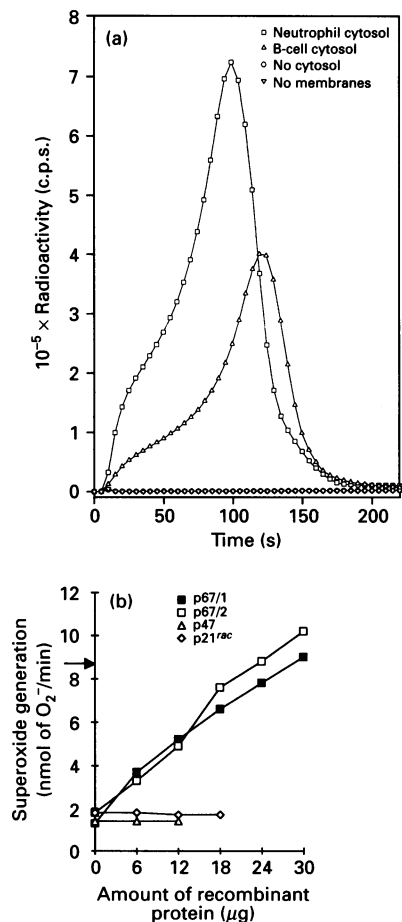 (a)
Neutrophil cytosol
B-cell cytosol
No cytosol
No membranes
8
7
6
5
4
3
2
1
0
10⁻⁵ × Radioactivity (c.p.s.)
0 50 100 150 200
Time (s)
(b)
p67/1
p67/2
p47
p21ʳᵃᶜ
12
10
8
6
4
2
0
Superoxide generation
(nmol of O₂⁻/min)
0 6 12 18 24 30
Amount of recombinant
protein (μg)